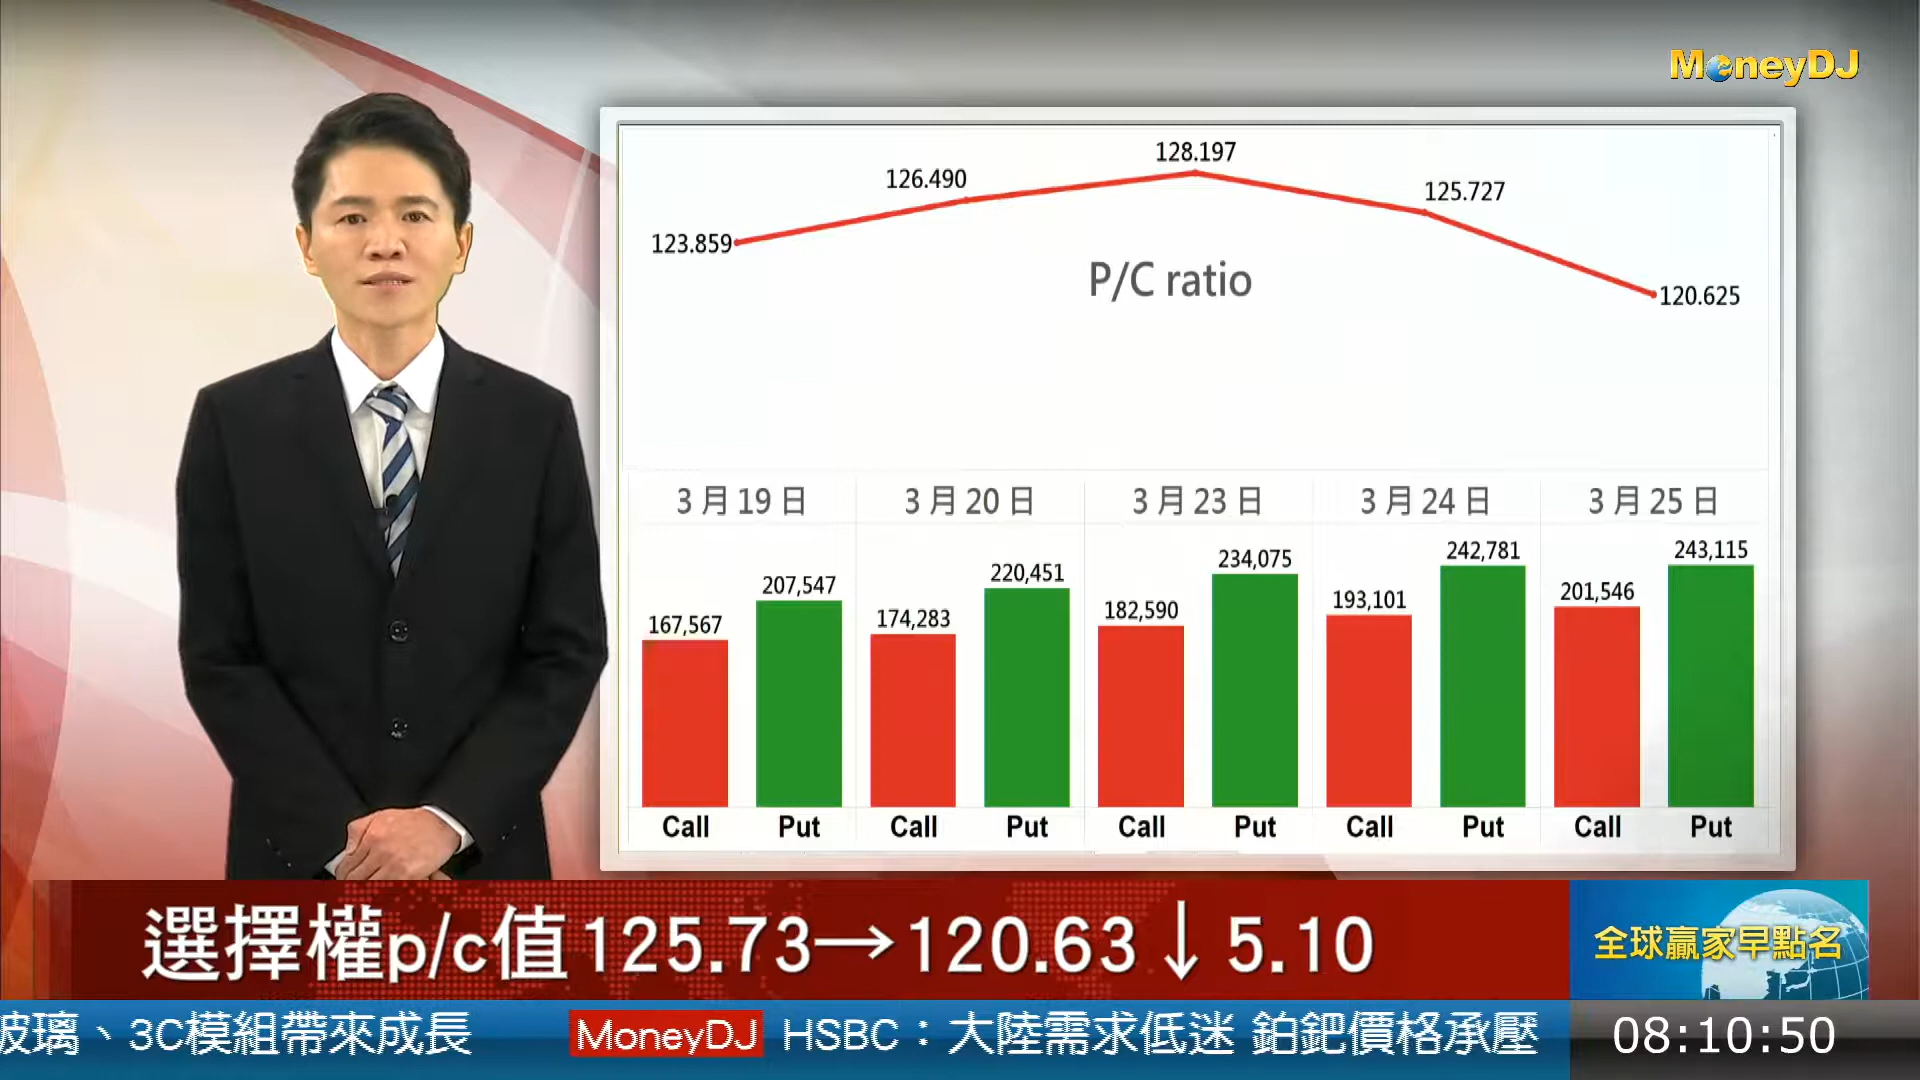 MoneyDJ
128.197
126.490
125.727
123.859
120.625
P/C ratio
3月19日 3月20日 3月23日 3月24日 3月25日
167,567 207,547 174,283 220,451 182,590 234,075 193,101 242,781 201,546 243,115
Call Put Call Put Call Put Call Put Call Put
選擇權p/c值125.73→120.63↓5.10
全球贏家早點名
玻璃、3C模組帶來成長 MoneyDJ HSBC：大陸需求低迷 鉑鈀價格承壓
08:10:50